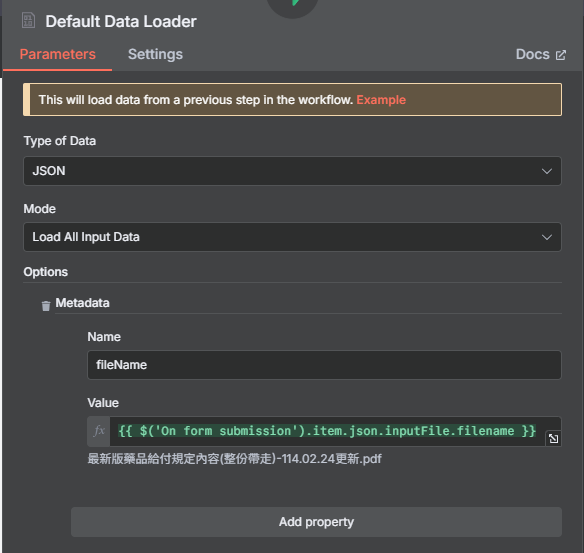 Default Data Loader
Parameters
Settings
Docs
This will load data from a previous step in the workflow. Example
Type of Data
JSON
Mode
Load All Input Data
Options
Metadata
Name
fileName
Value
fx {{ $('On form submission').item.json.inputFile.filename }}
最新版藥品給付規定內容(整份帶走)-114.02.24更新.pdf
Add property